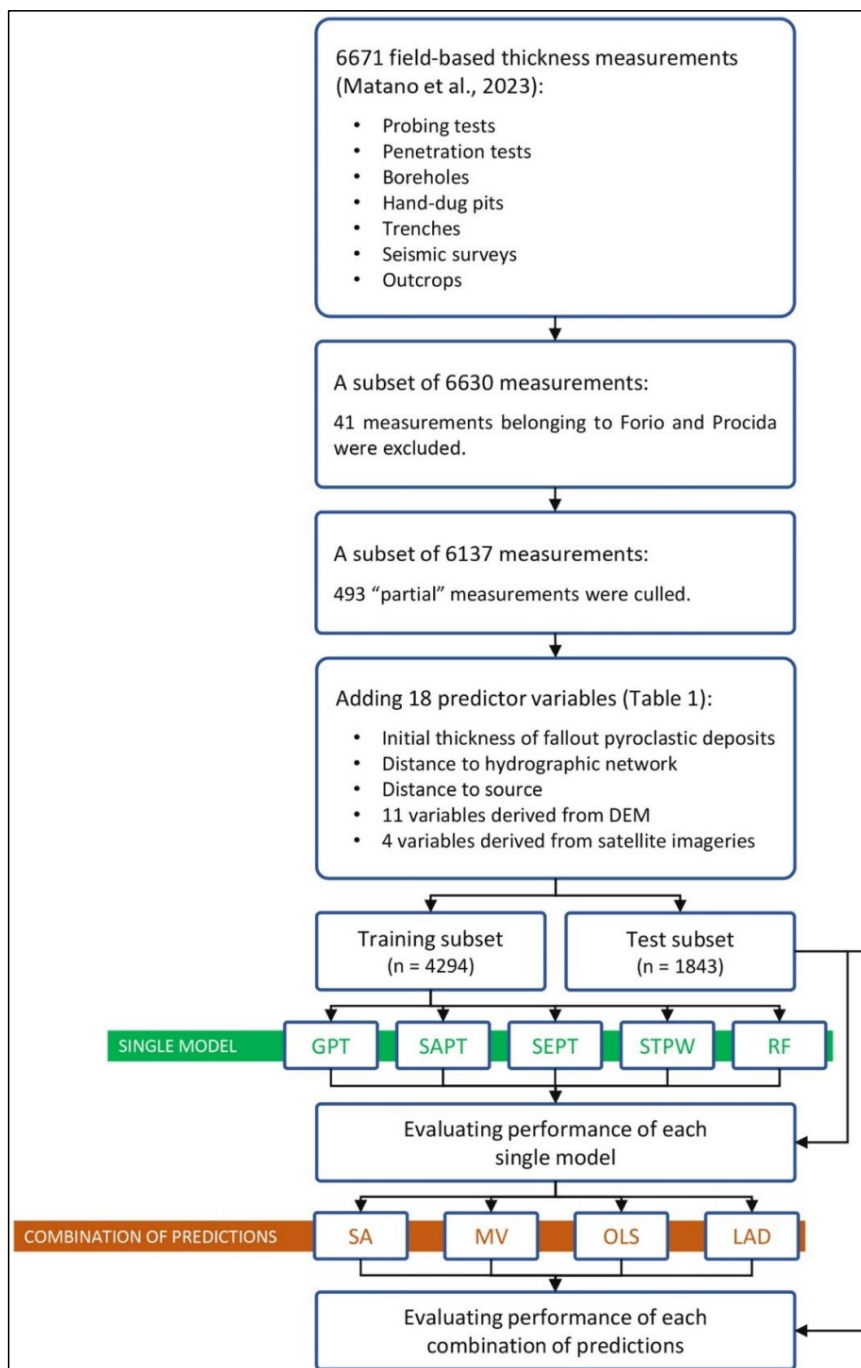 6671 field-based thickness measurements
(Matano et al., 2023):
• Probing tests
• Penetration tests
• Boreholes
• Hand-dug pits
• Trenches
• Seismic surveys
• Outcrops
A subset of 6630 measurements:
41 measurements belonging to Forio and Procida
were excluded.
A subset of 6137 measurements:
493 “partial” measurements were culled.
Adding 18 predictor variables (Table 1):
• Initial thickness of fallout pyroclastic deposits
• Distance to hydrographic network
• Distance to source
• 11 variables derived from DEM
• 4 variables derived from satellite imageries
Training subset
(n = 4294)
Test subset
(n = 1843)
SINGLE MODEL
GPT
SAPT
SEPT
STPW
RF
Evaluating performance of each
single model
COMBINATION OF PREDICTIONS
SA
MV
OLS
LAD
Evaluating performance of each
combination of predictions